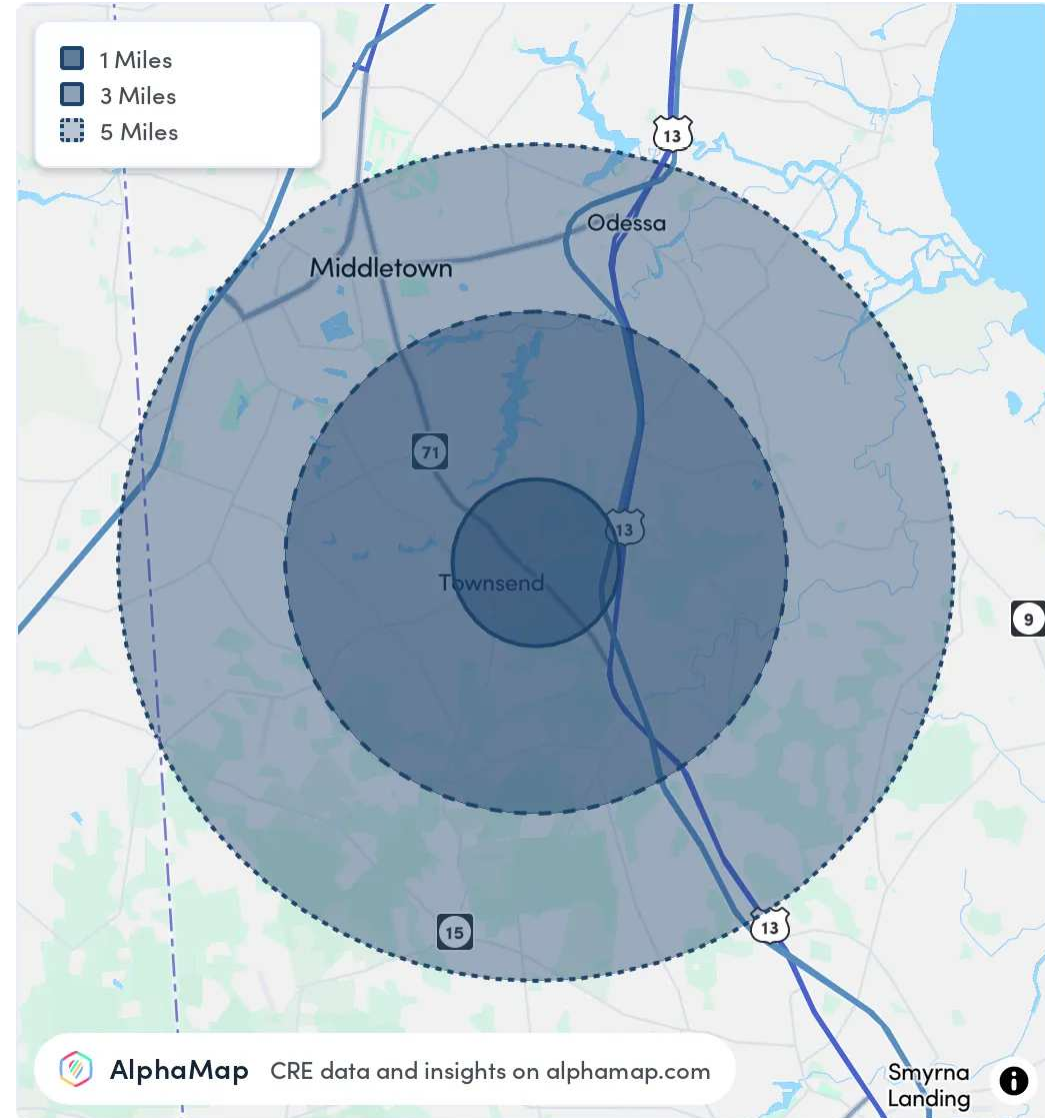 1 Miles
3 Miles
5 Miles
13
Odessa
Middletown
71
13
Townsend
9
15
13
AlphaMap CRE data and insights on alphamap.com
Smyrna
Landing
i